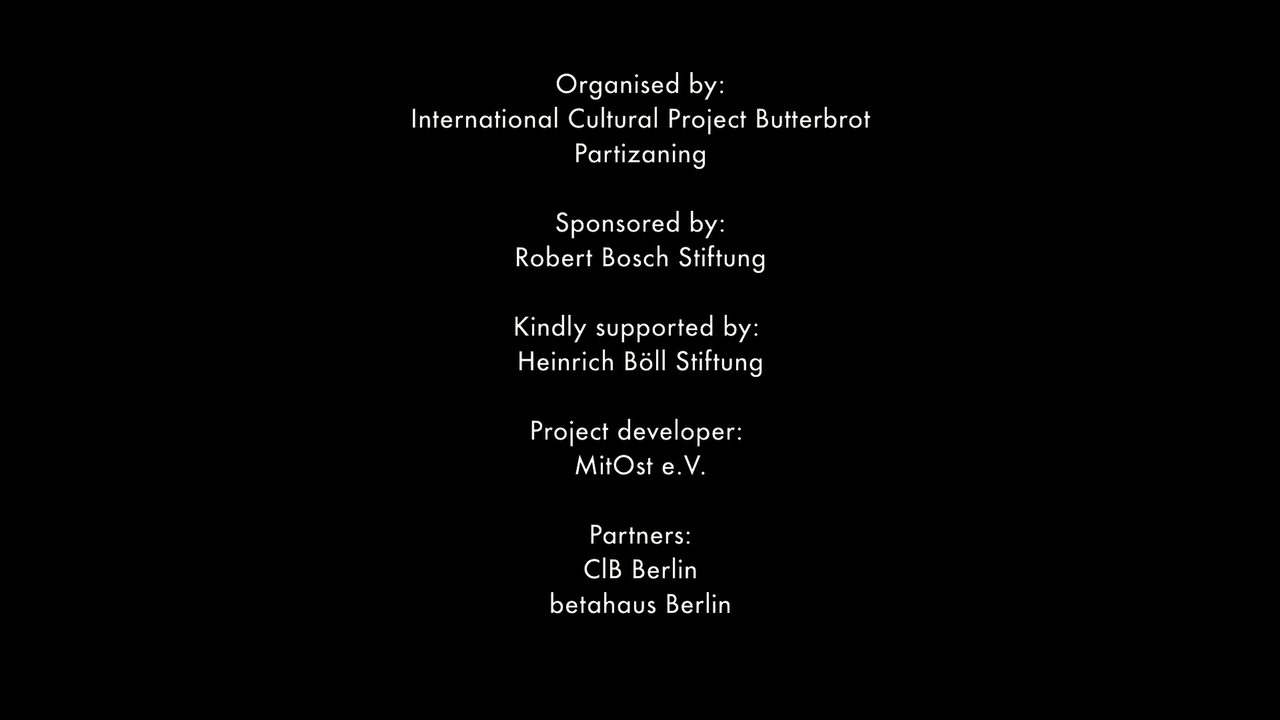 Organised by:
International Cultural Project Butterbrot
Partizaning
Sponsored by:
Robert Bosch Stiftung
Kindly supported by:
Heinrich Böll Stiftung
Project developer:
MitOst e.V.
Partners:
ClB Berlin
betahaus Berlin